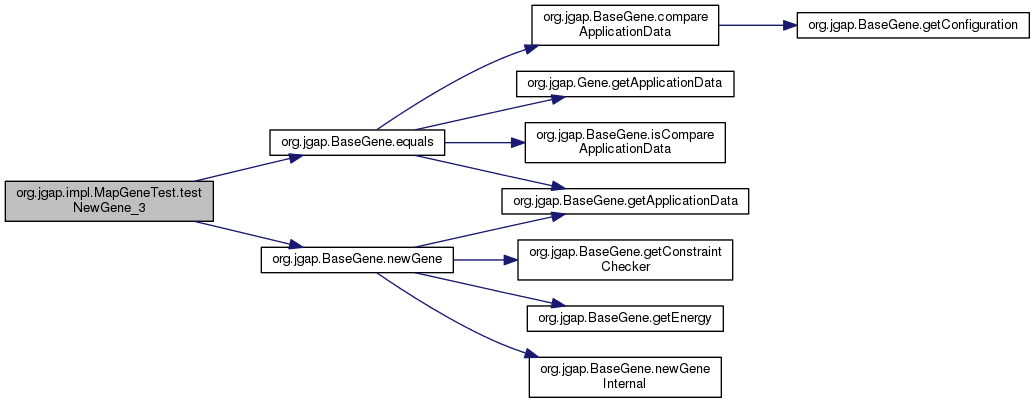 org.jgap.impl.MapGeneTest.test
NewGene_3
org.jgap.BaseGene.equals
org.jgap.BaseGene.compare
ApplicationData
org.jgap.BaseGene.getConfiguration
org.jgap.Gene.getApplicationData
org.jgap.BaseGene.isCompare
ApplicationData
org.jgap.BaseGene.getApplicationData
org.jgap.BaseGene.newGene
org.jgap.BaseGene.getConstraint
Checker
org.jgap.BaseGene.getEnergy
org.jgap.BaseGene.newGene
Internal